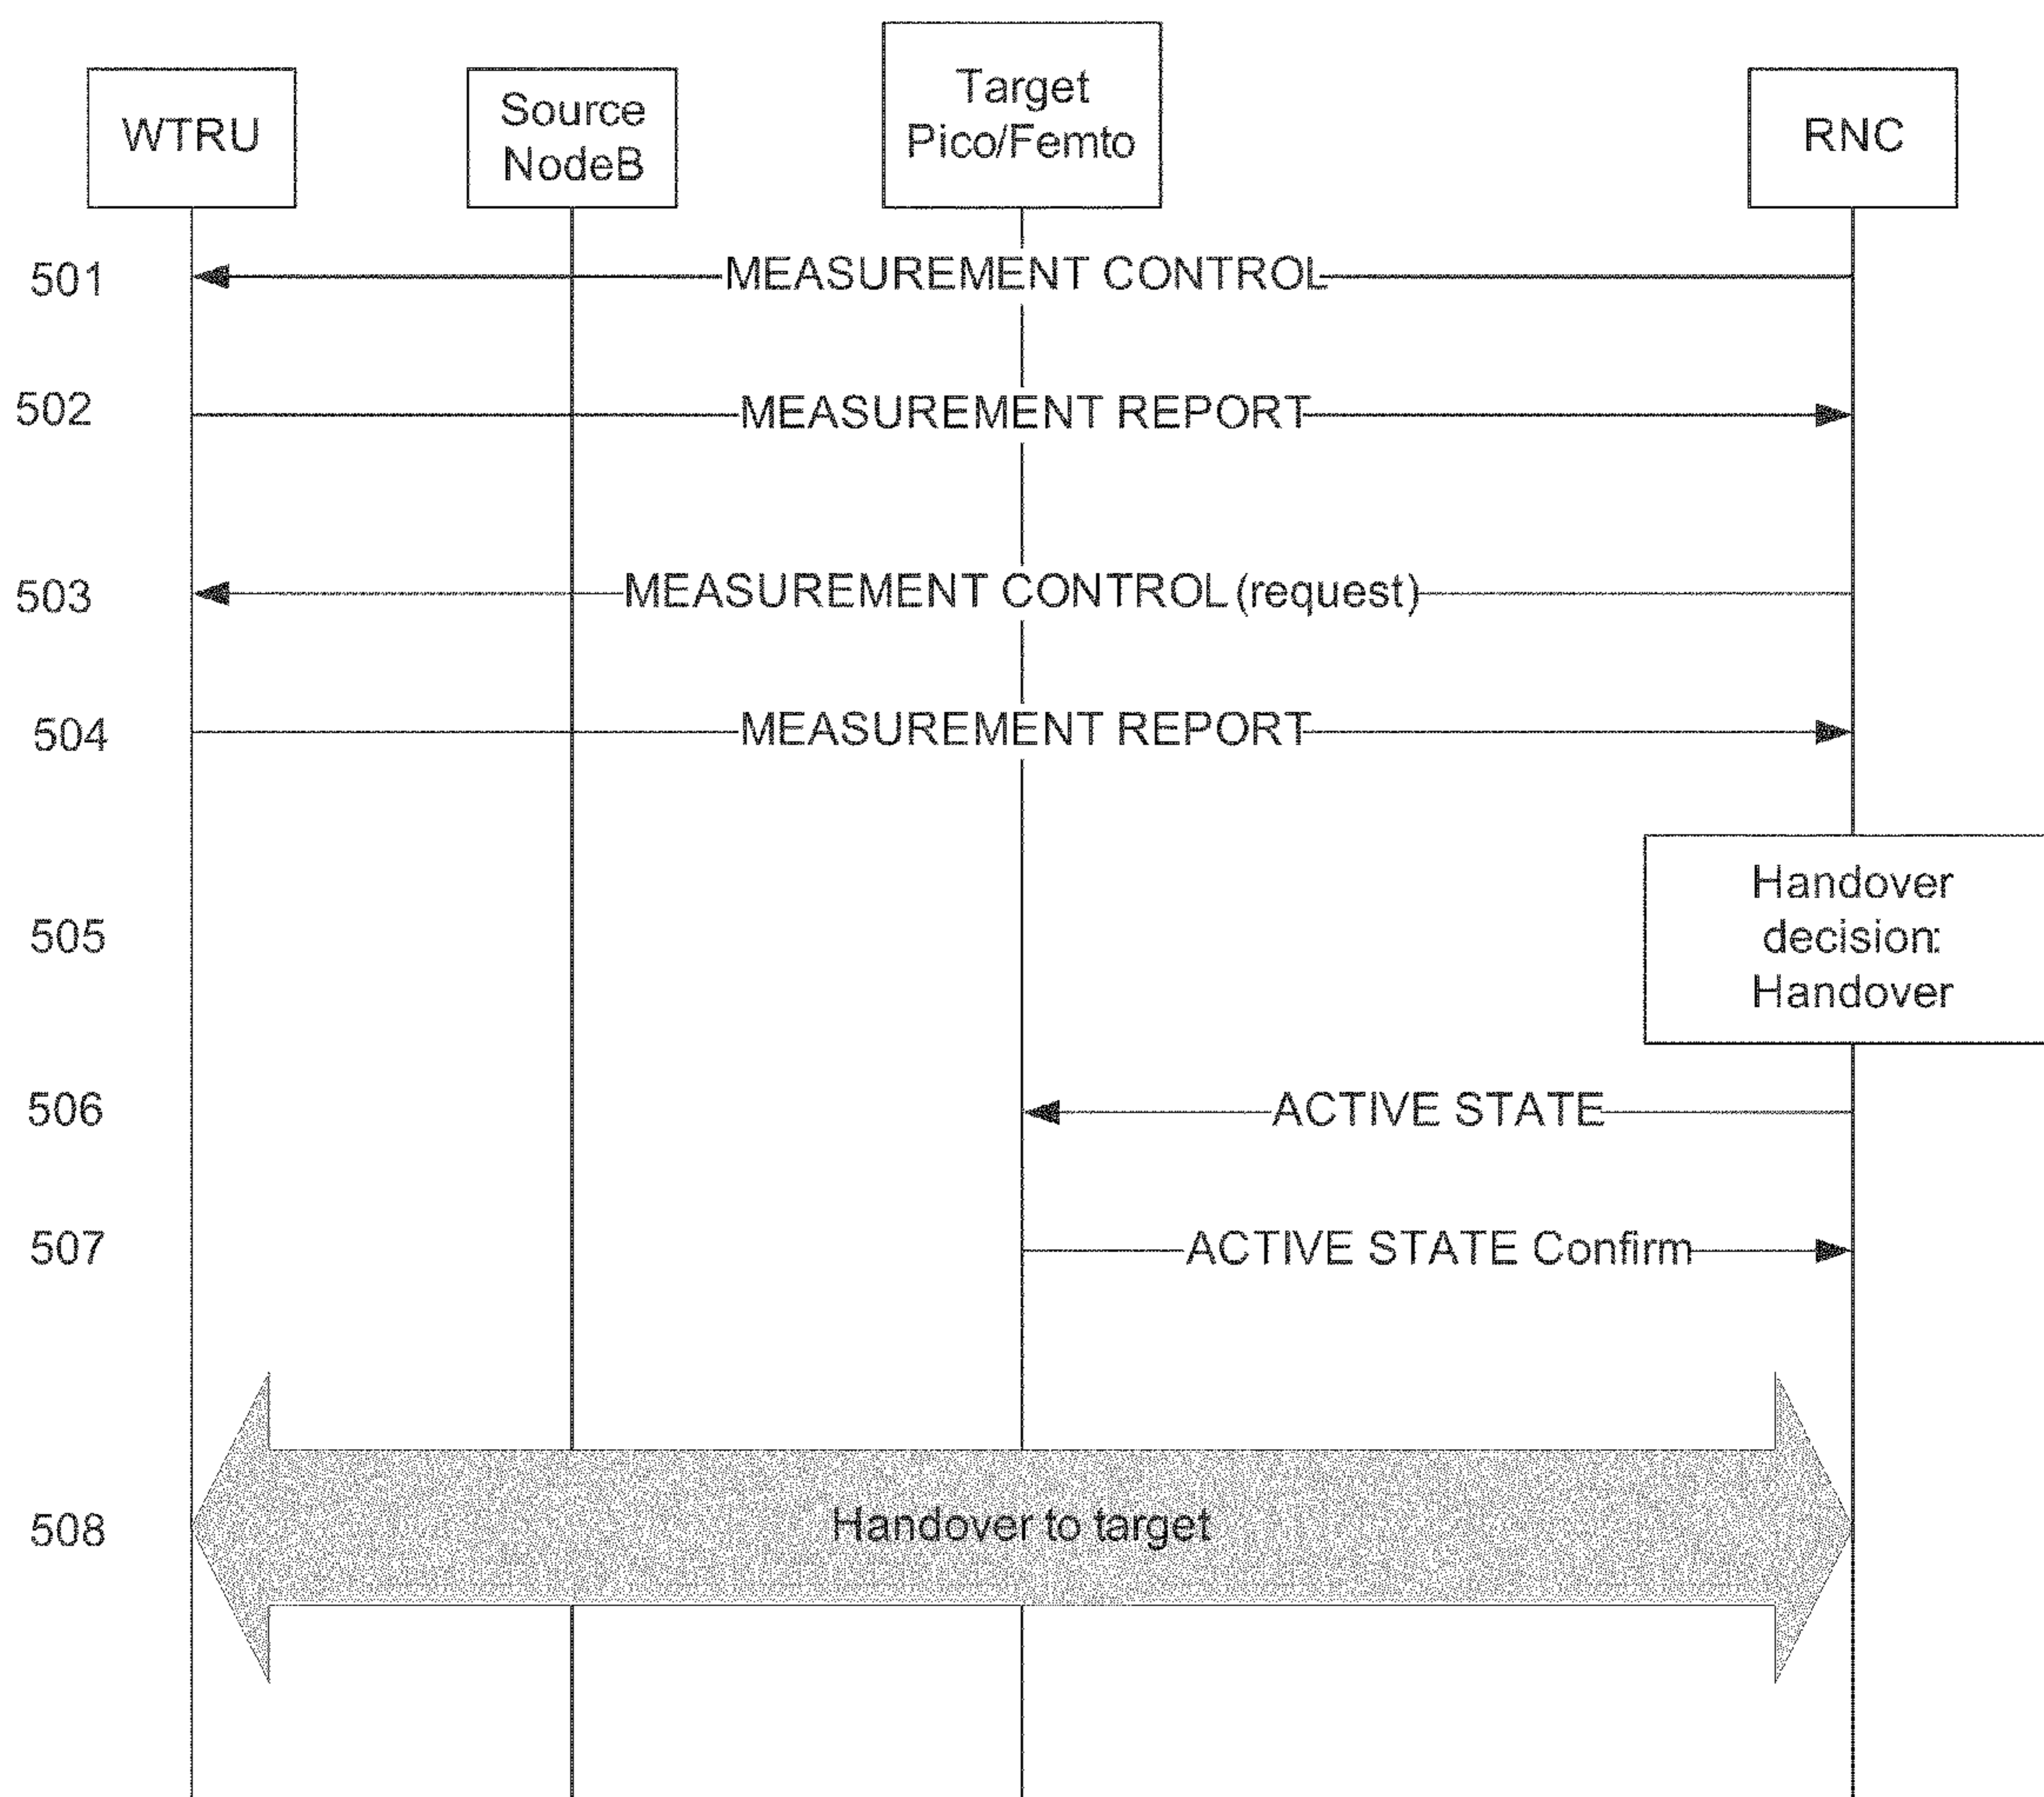 WTRU
Source
NodeB
Target
Pico/Femto
RNC
501
MEASUREMENT CONTROL
502
MEASUREMENT REPORT
503
MEASUREMENT CONTROL (request)
504
MEASUREMENT REPORT
505
Handover
decision:
Handover
506
ACTIVE STATE
507
ACTIVE STATE Confirm
508
Handover to target